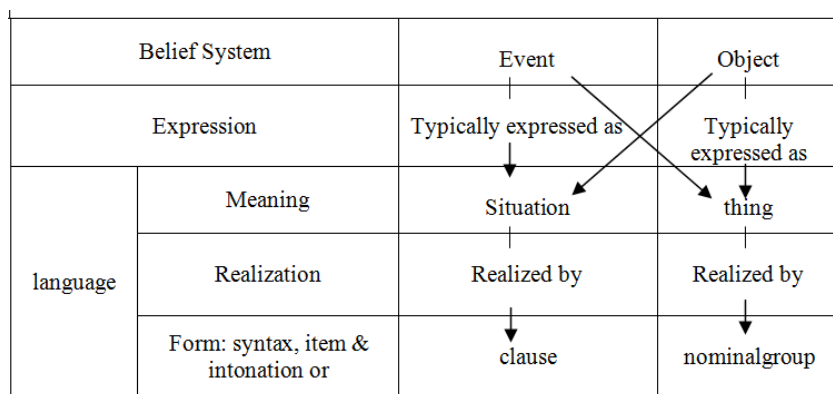 Belief System Event Object
Expression Typically expressed as Typically
expressed as
Meaning Situation thing
language Realization Realized by Realized by
Form: syntax, item &
intonation or clause nominalgroup